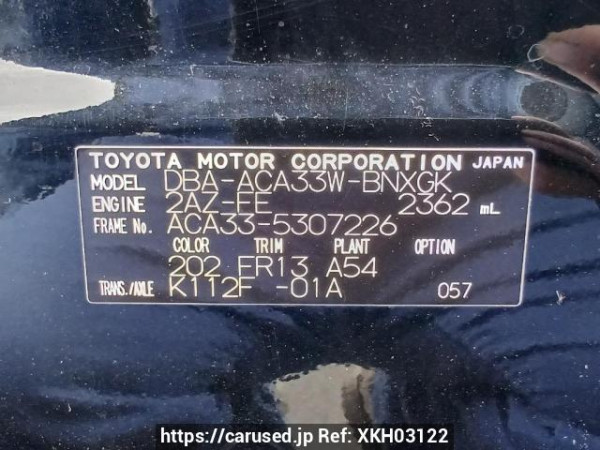 TOYOTA MOTOR CORPORATION JAPAN
MODEL DBA-ACA33W-BNXGK
ENGINE 2AZ-FE 2362 mL
FRAME No. ACA33-5307226
COLOR TRIM PLANT OPTION
202 FR13 A54
TRANS./AXLE K112F -01A 057
https://carused.jp Ref: XKH03122